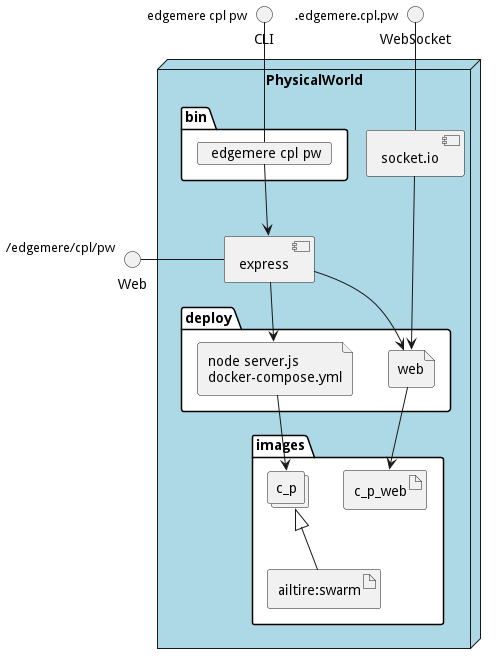 edgemere cpl pw
.edgemere.cpl.pw
CLI
WebSocket
PhysicalWorld
bin
edgemere cpl pw
socket.io
/edgemere/cpl/pw
express
Web
deploy
node server.js
docker-compose.yml
web
images
c_p
c_p_web
ailtire:swarm